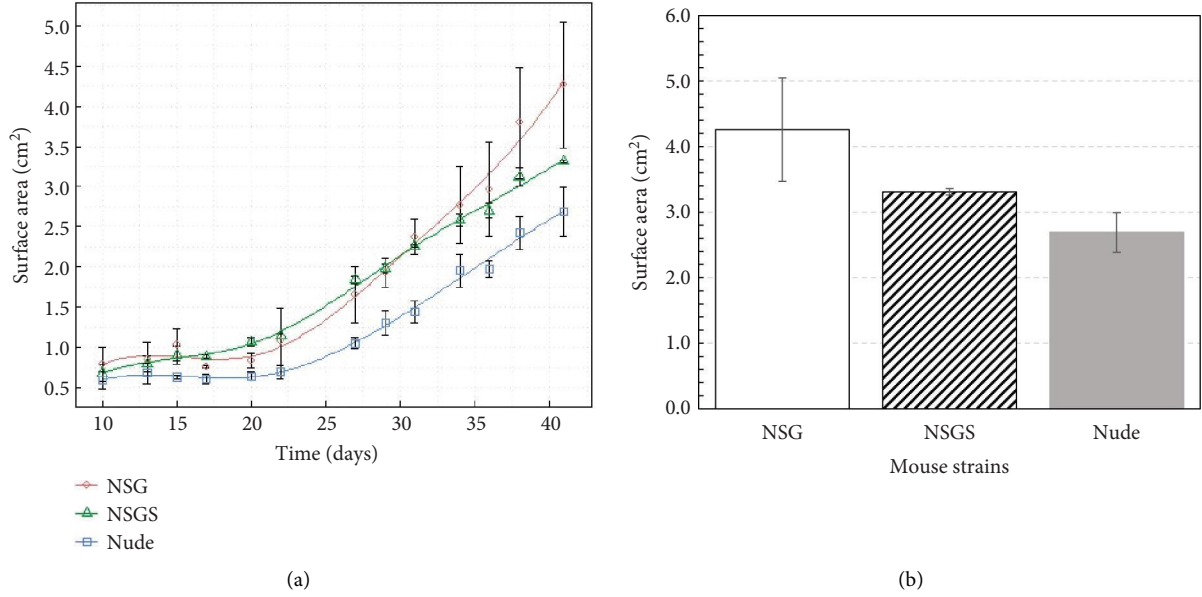 5.0
4.5
4.0
3.5
3.0
2.5
2.0
1.5
1.0
0.5
Surface area (cm²)
10 15 20 25 30 35 40
Time (days)
NSG
NSGS
Nude
(a)
6.0
5.0
4.0
3.0
2.0
1.0
0.0
Surface aera (cm²)
NSG NSGS Nude
Mouse strains
(b)